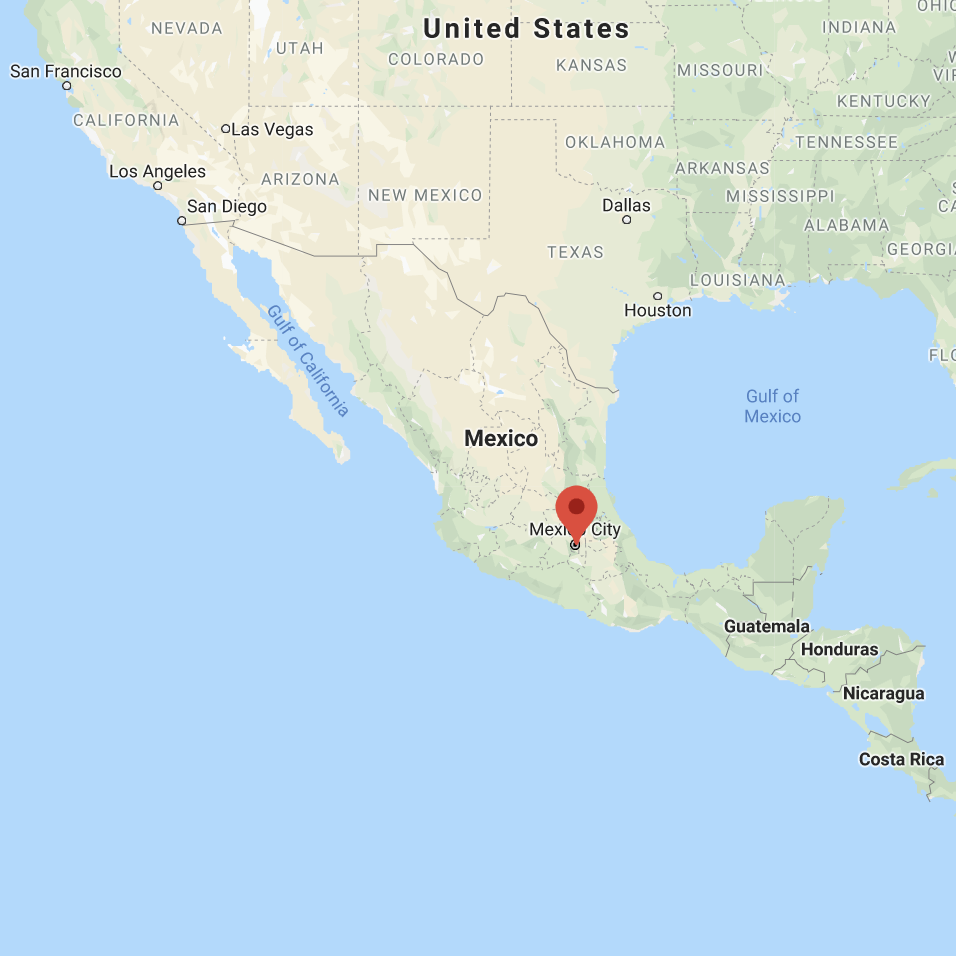 United States
OHIO
NEVADA
INDIANA
UTAH
COLORADO
KANSAS
MISSOURI
San Francisco
KENTUCKY
CALIFORNIA
Las Vegas
OKLAHOMA
TENNESSEE
Los Angeles
ARIZONA
ARKANSAS
NEW MEXICO
MISSISSIPPI
San Diego
Dallas
ALABAMA
TEXAS
GEORGIA
LOUISIANA
Houston
Gulf of California
Gulf of
Mexico
Mexico
Mexico City
Guatemala
Honduras
Nicaragua
Costa Rica